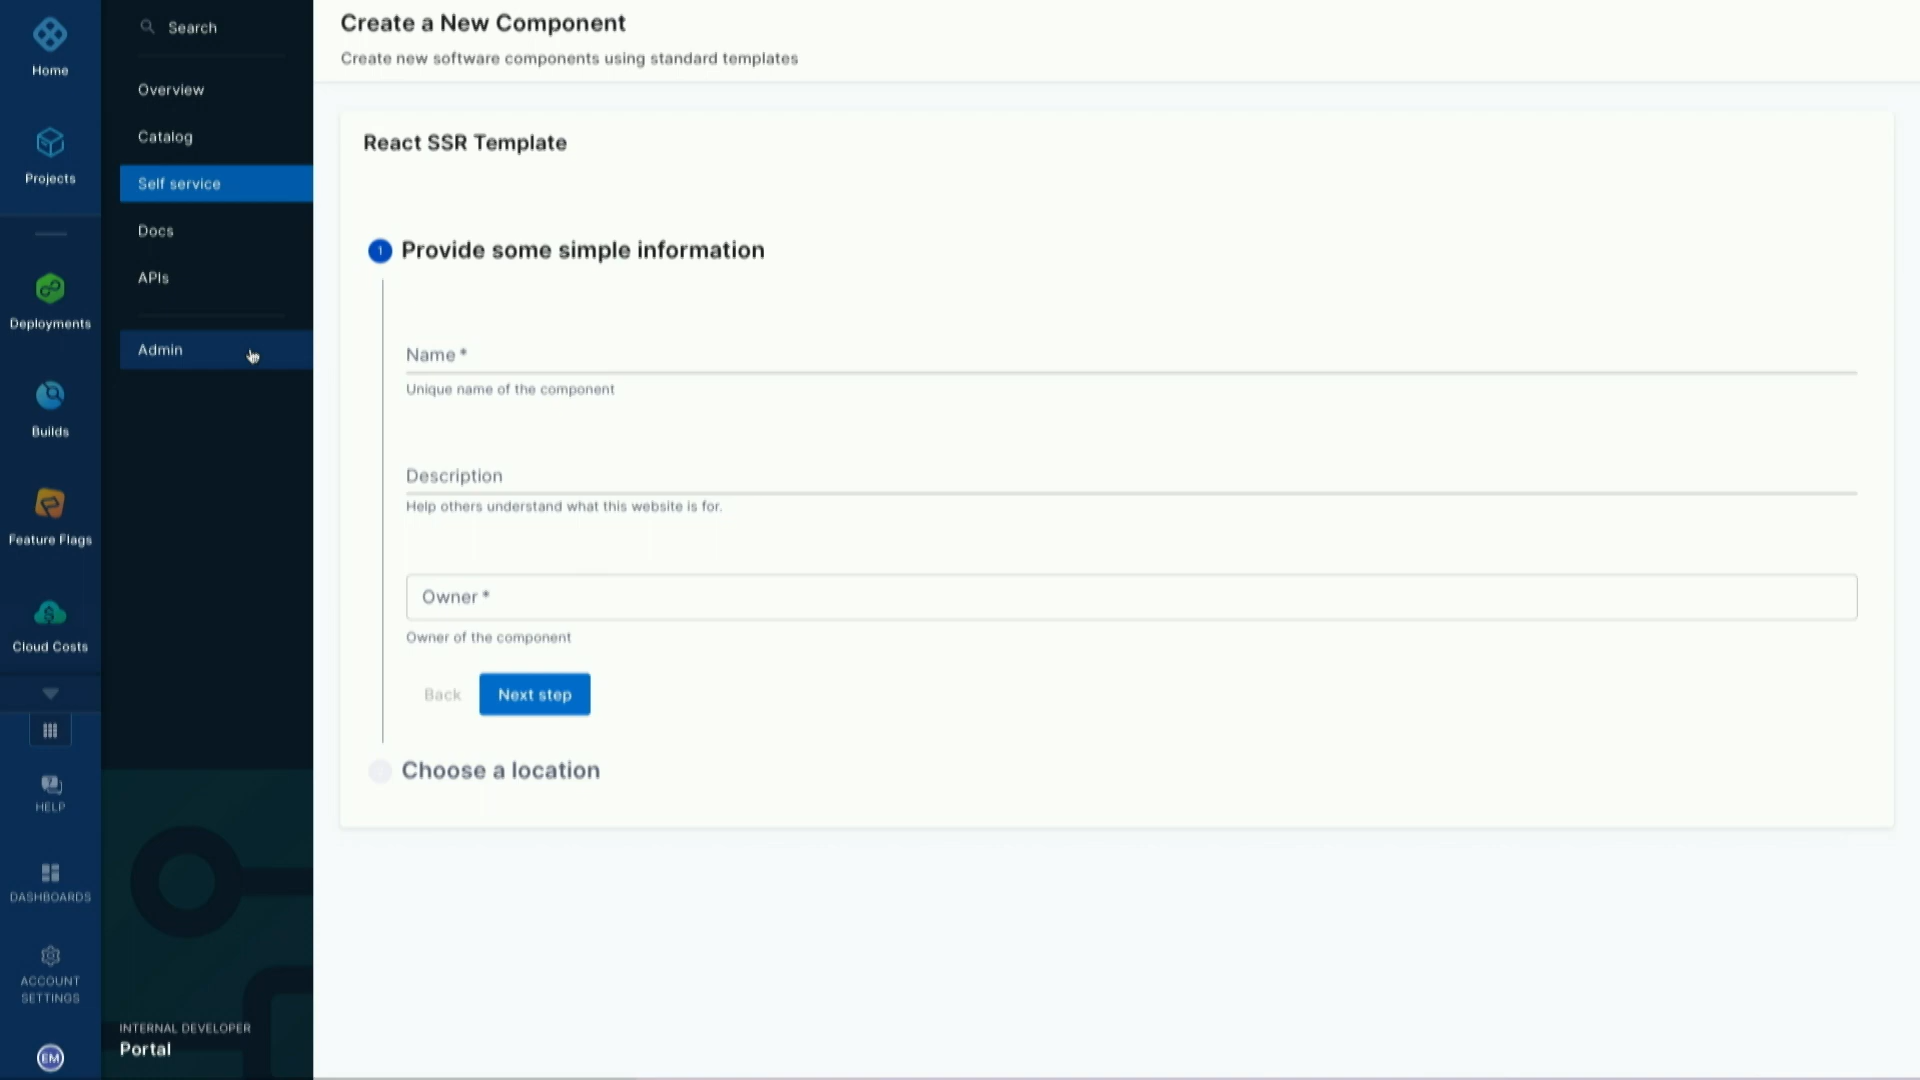 Home
Projects
Deployments
Builds
Feature Flags
Cloud Costs
HELP
DASHBOARDS
ACCOUNT
SETTINGS
EM
Search
Overview
Catalog
Self service
Docs
APIs
Admin
INTERNAL DEVELOPER
Portal
Create a New Component
Create new software components using standard templates
React SSR Template
1 Provide some simple information
Name *
Unique name of the component
Description
Help others understand what this website is for.
Owner *
Owner of the component
Back Next step
Choose a location